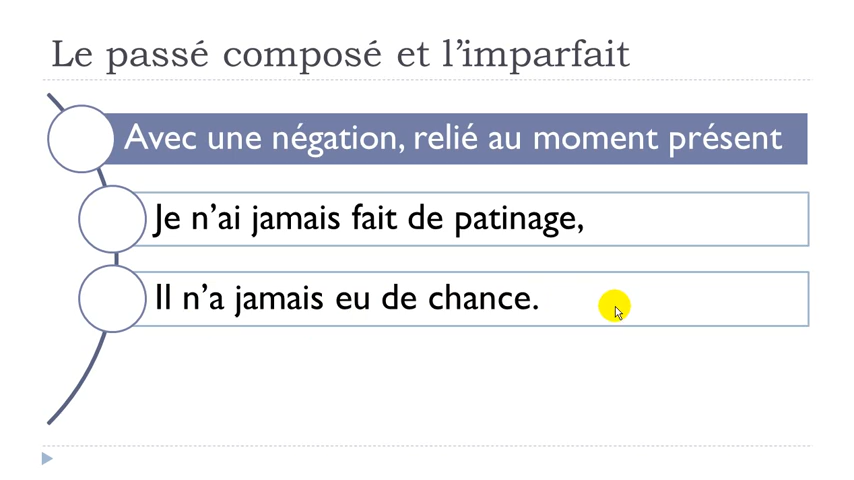 Le passé composé et l’imparfait
Avec une négation, relié au moment présent
Je n’ai jamais fait de patinage,
Il n’a jamais eu de chance.